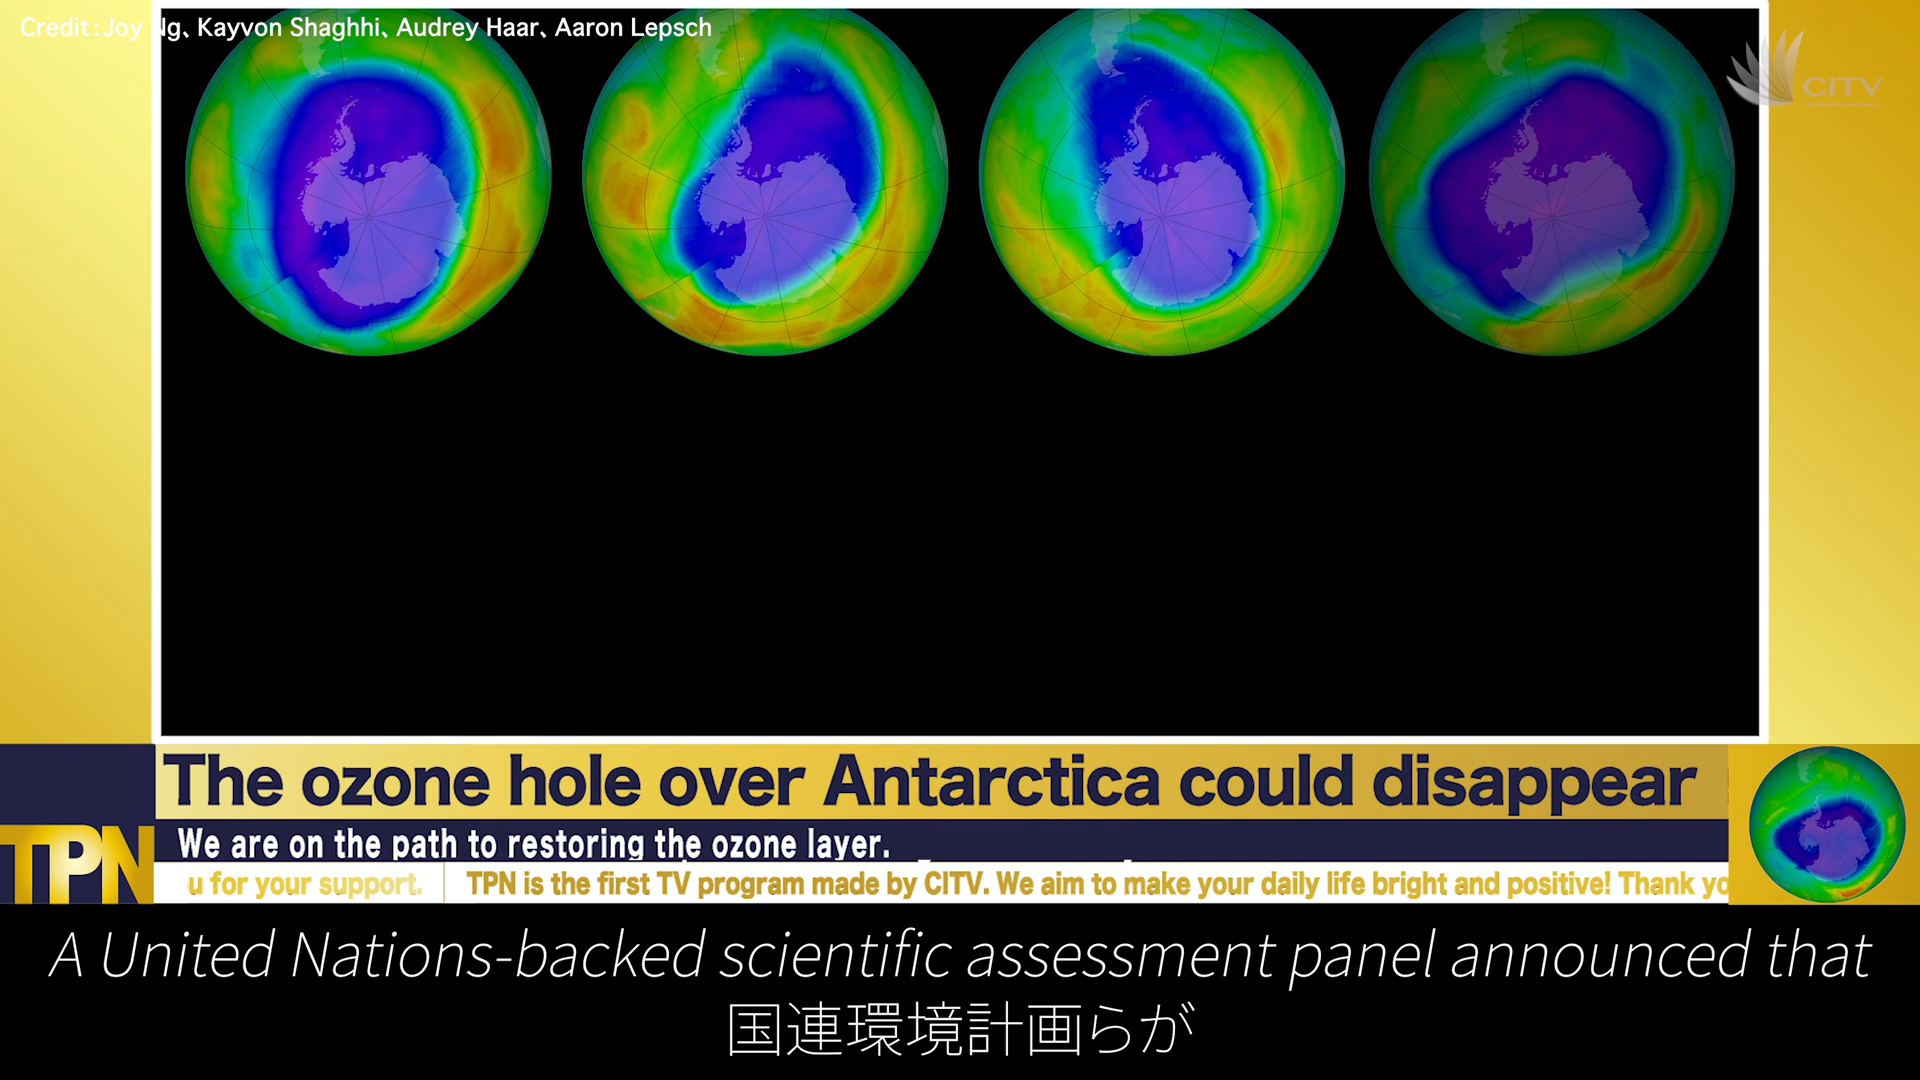 Credit:Joy Ng、Kayvon Shaghhi、Audrey Haar、Aaron Lepsch
CITV
The ozone hole over Antarctica could disappear
We are on the path to restoring the ozone layer.
TPN
u for your support. TPN is the first TV program made by CITV. We aim to make your daily life bright and positive! Thank yo
A United Nations-backed scientific assessment panel announced that
国連環境計画らが